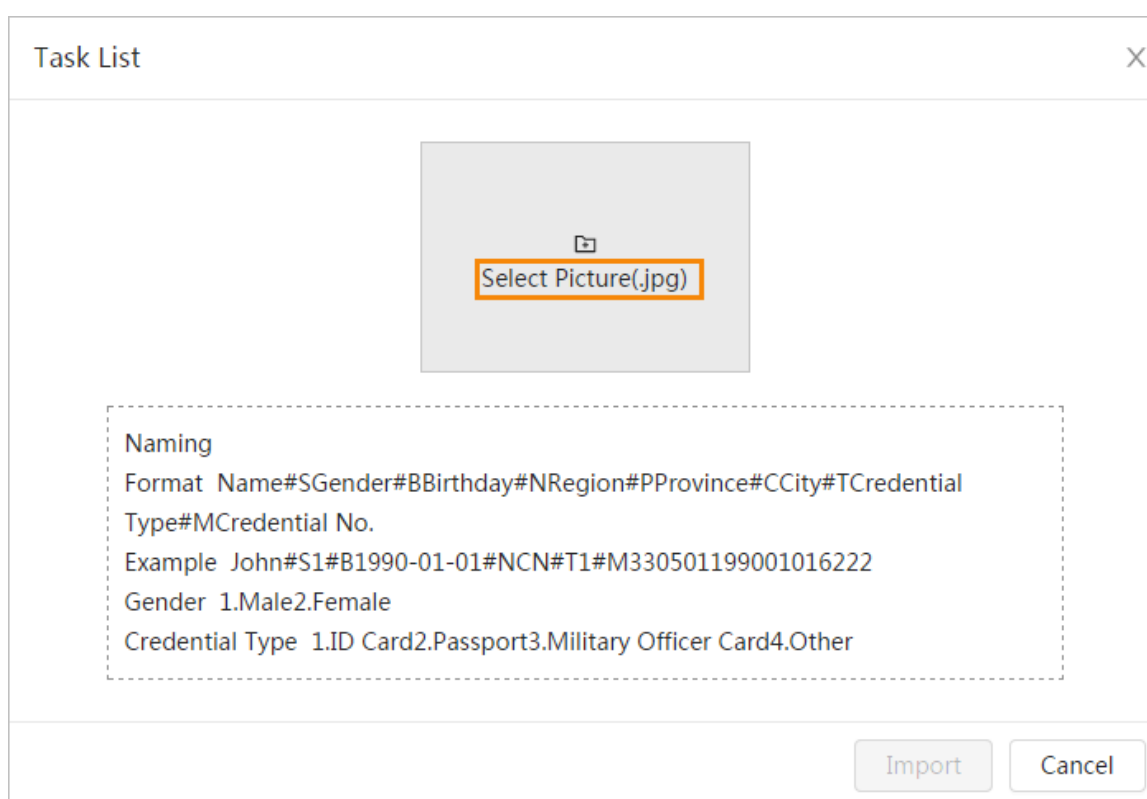 Task List
X
Select Picture(.jpg)
Naming
Format  Name#SGender#BBirthday#NRegion#PProvince#CCity#TCredential
Type#MCredential No.
Example  John#S1#B1990-01-01#NCN#T1#M330501199001016222
Gender  1.Male2.Female
Credential Type  1.ID Card2.Passport3.Military Officer Card4.Other
Import
Cancel